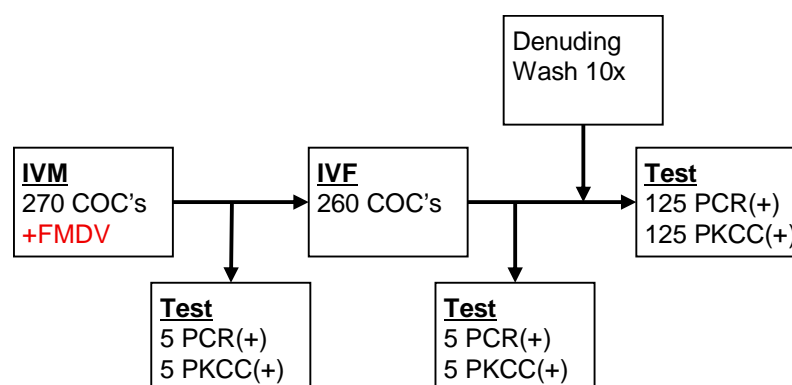 Denuding
Wash 10x
IVM
270 COC's
+FMDV
IVF
260 COC's
Test
125 PCR(+)
125 PKCC(+)
Test
5 PCR(+)
5 PKCC(+)
Test
5 PCR(+)
5 PKCC(+)